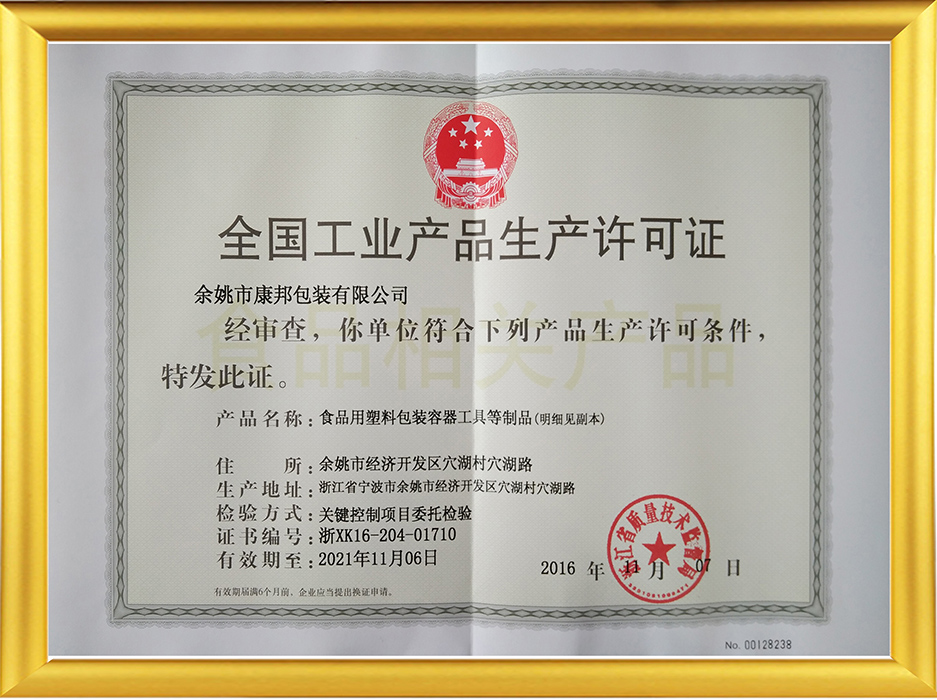 全国工业产品生产许可证
余姚市康邦包装有限公司
食品相关产品
经审查，你单位符合下列产品生产许可条件，
特发此证。
产品名称：食品用塑料包装容器工具等制品(明细见副本)
住　　所：余姚市经济开发区穴湖村穴湖路
生产地址：浙江省宁波市余姚市经济开发区穴湖村穴湖路
检验方式：关键控制项目委托检验
证书编号：浙XK16-204-01710
有效期至：2021年11月06日
2016 年 11 月 07 日
浙江省质量技术监督局
有效期届满6个月前，企业应当提出换证申请。
No. 00128238